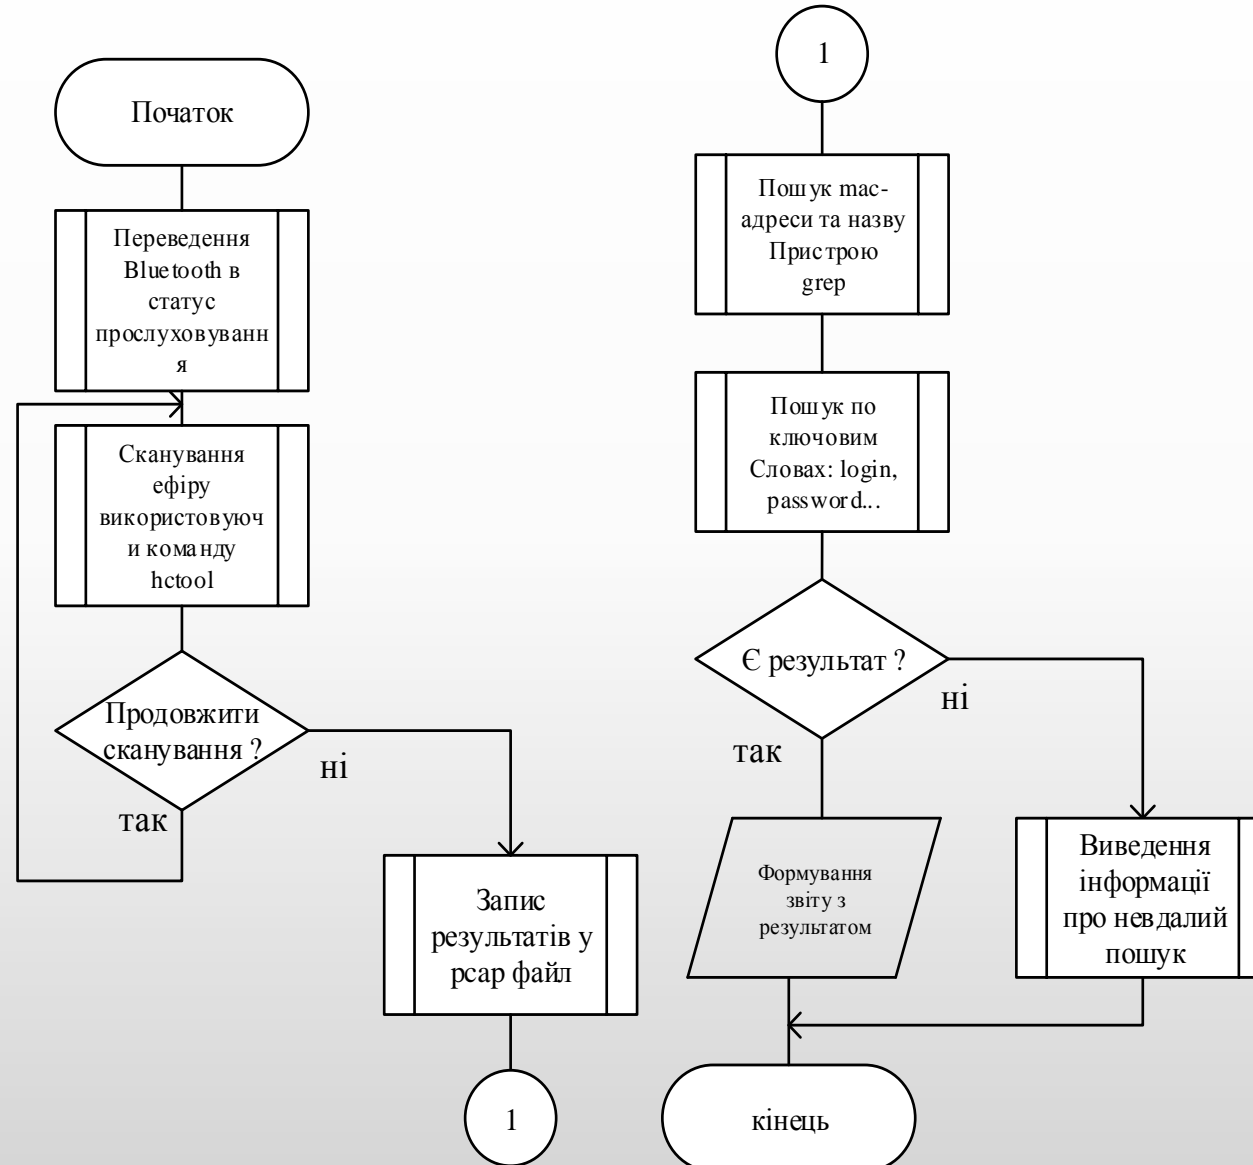 Початок
Переведення
Bluetooth в
статус
прослуховуванн
я
Сканування
ефіру
використовуюч
и команду
hctool
Продовжити
сканування ?
ні
так
Запис
результатів у
pcap файл
1
1
Пошук mac-
адреси та назву
Пристрою
grep
Пошук по
ключовим
Словах: login,
password...
Є результат ?
ні
так
Формування
звіту з
результатом
Виведення
інформації
про невдалий
пошук
кінець